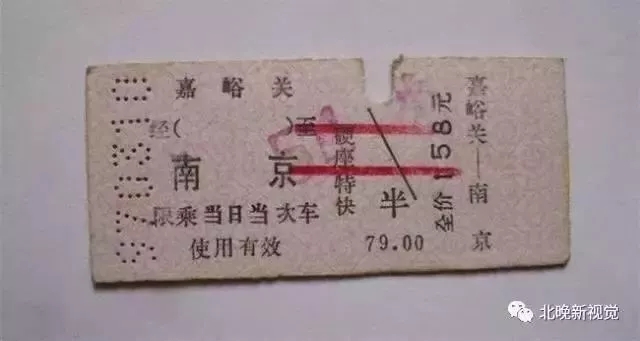 嘉峪关
经( )至
南京
限乘当日当次车
使用有效
硬座特快
半
79.00
全价158元
嘉峪关—南京
北晚新视觉